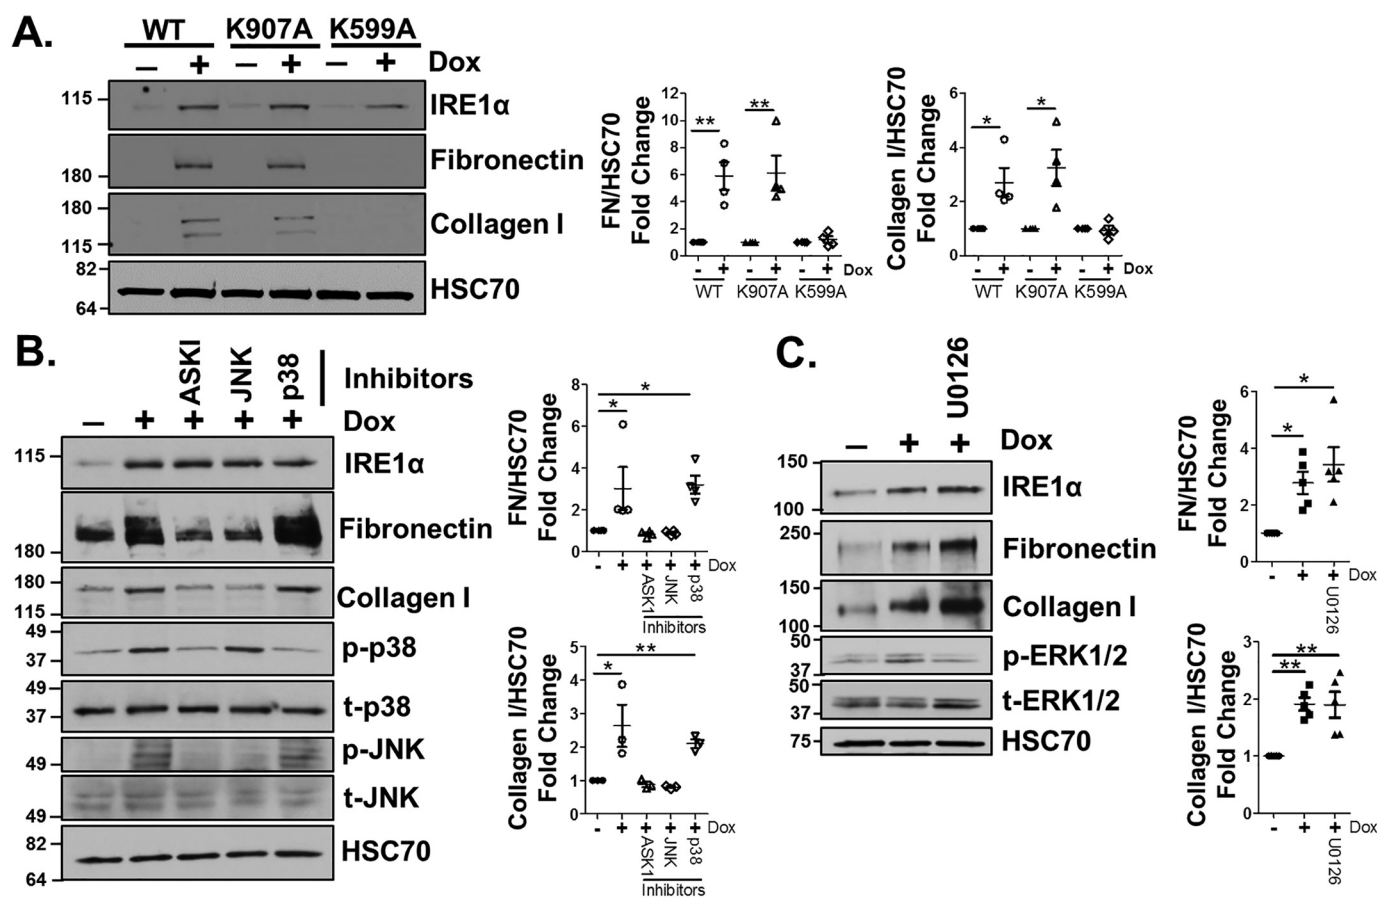 A.
WT K907A K599A
– + – + – + Dox
115 IRE1α
180 Fibronectin
180
115 Collagen I
82
64 HSC70
FN/HSC70
Fold Change
12
10
8
6
4
2
0
** **
- + - + - + Dox
WT K907A K599A
Collagen I/HSC70
Fold Change
6
4
2
0
* *
- + - + - + Dox
WT K907A K599A
B.
ASKI JNK p38 Inhibitors
– + + + + Dox
115 IRE1α
180 Fibronectin
180
115 Collagen I
49
37 p-p38
49
37 t-p38
49 p-JNK
49 t-JNK
82
64 HSC70
FN/HSC70
Fold Change
8
6
4
2
0
* *
- + + + + Dox
ASK1 JNK p38
Inhibitors
Collagen I/HSC70
Fold Change
5
4
3
2
1
0
* **
- + + + + Dox
ASK1 JNK p38
Inhibitors
C.
U0126
– + + Dox
150
100 IRE1α
250 Fibronectin
150
100 Collagen I
50
37 p-ERK1/2
50
37 t-ERK1/2
75 HSC70
FN/HSC70
Fold Change
6
4
2
0
* *
- + + Dox
U0126
Collagen I/HSC70
Fold Change
3
2
1
0
** **
- + + Dox
U0126